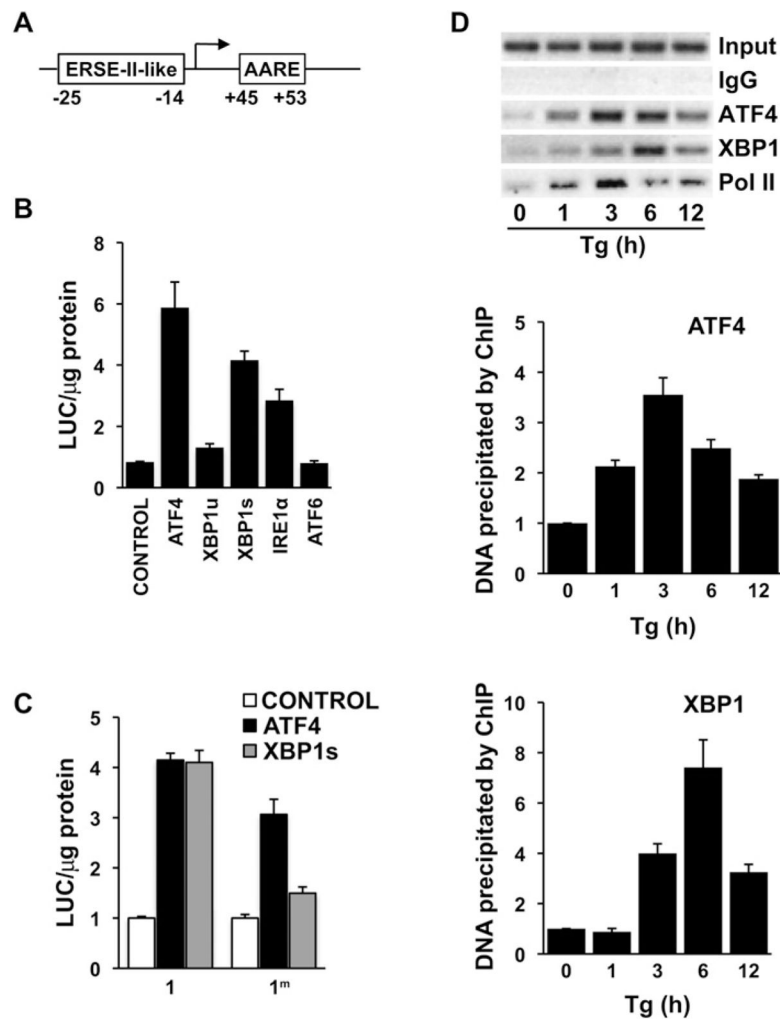 A
ERSE-II-like
AARE
-25 -14 +45 +53
B
LUC/µg protein
8
6
4
2
0
CONTROL
ATF4
XBP1u
XBP1s
IRE1α
ATF6
C
CONTROL
ATF4
XBP1s
LUC/µg protein
5
4
3
2
1
0
1 1ᵐ
D
Input
IgG
ATF4
XBP1
Pol II
0 1 3 6 12
Tg (h)
ATF4
DNA precipitated by ChIP
5
4
3
2
1
0
0 1 3 6 12
Tg (h)
XBP1
DNA precipitated by ChIP
10
8
6
4
2
0
0 1 3 6 12
Tg (h)